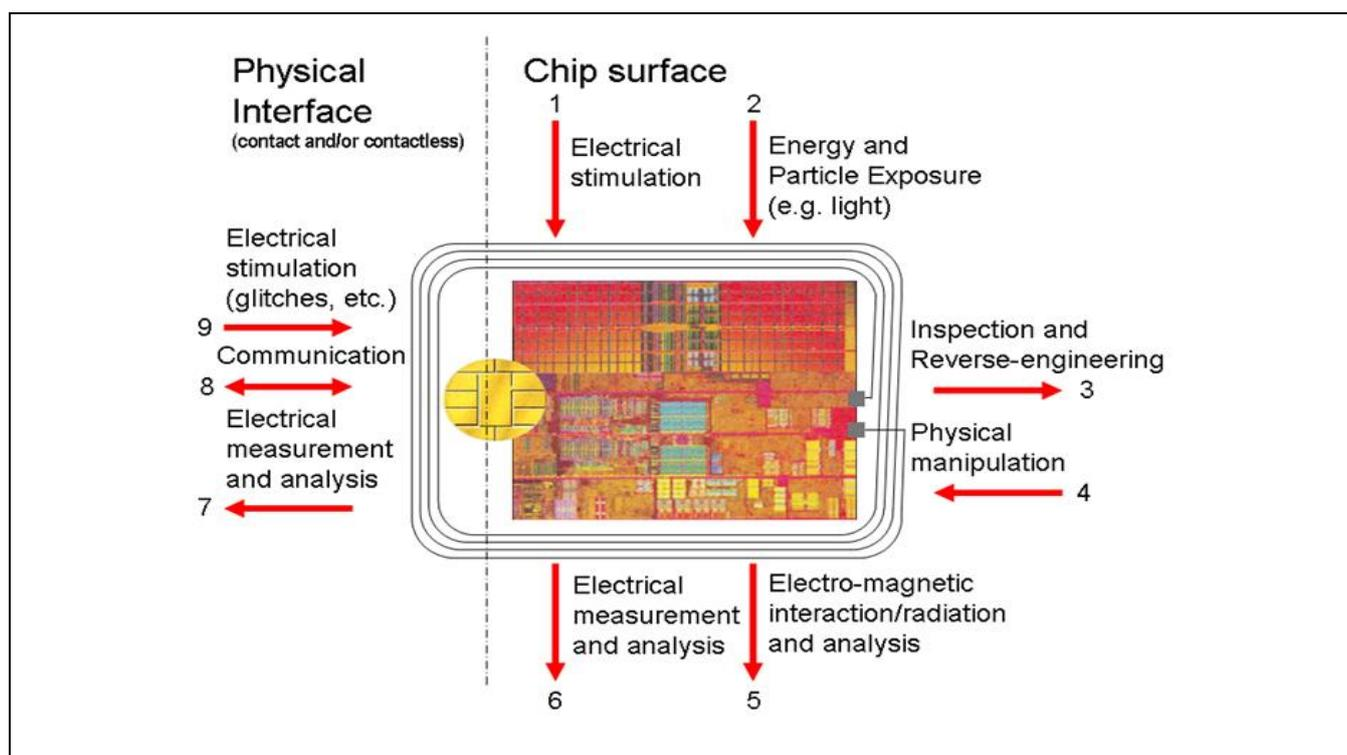 Physical
Interface
(contact and/or contactless)
Chip surface
1
2
Electrical
stimulation
Energy and
Particle Exposure
(e.g. light)
Electrical
stimulation
(glitches, etc.)
9
Communication
8
Electrical
measurement
and analysis
7
Inspection and
Reverse-engineering
3
Physical
manipulation
4
Electrical
measurement
and analysis
6
Electro-magnetic
interaction/radiation
and analysis
5